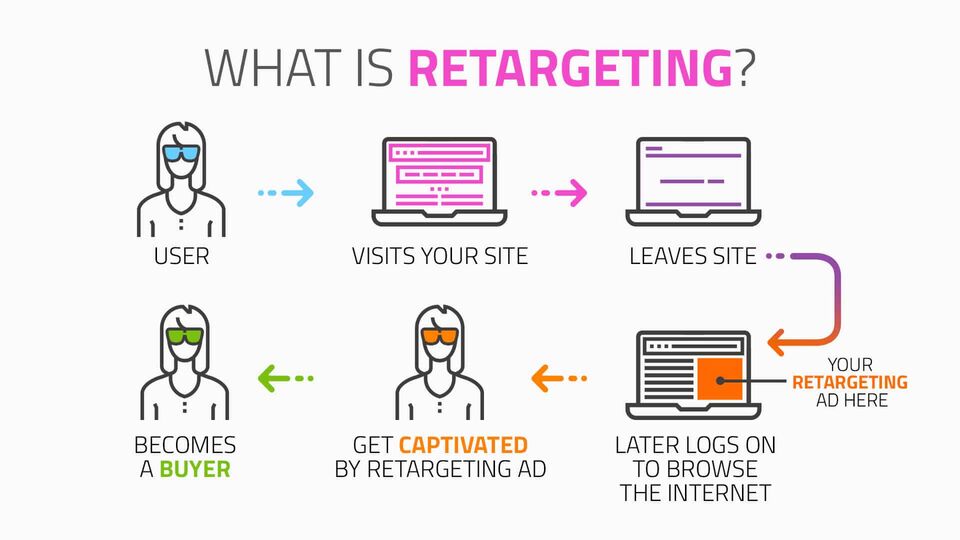 WHAT IS RETARGETING?
USER
VISITS YOUR SITE
LEAVES SITE
YOUR
RETARGETING
AD HERE
LATER LOGS ON
TO BROWSE
THE INTERNET
GET CAPTIVATED
BY RETARGETING AD
BECOMES
A BUYER